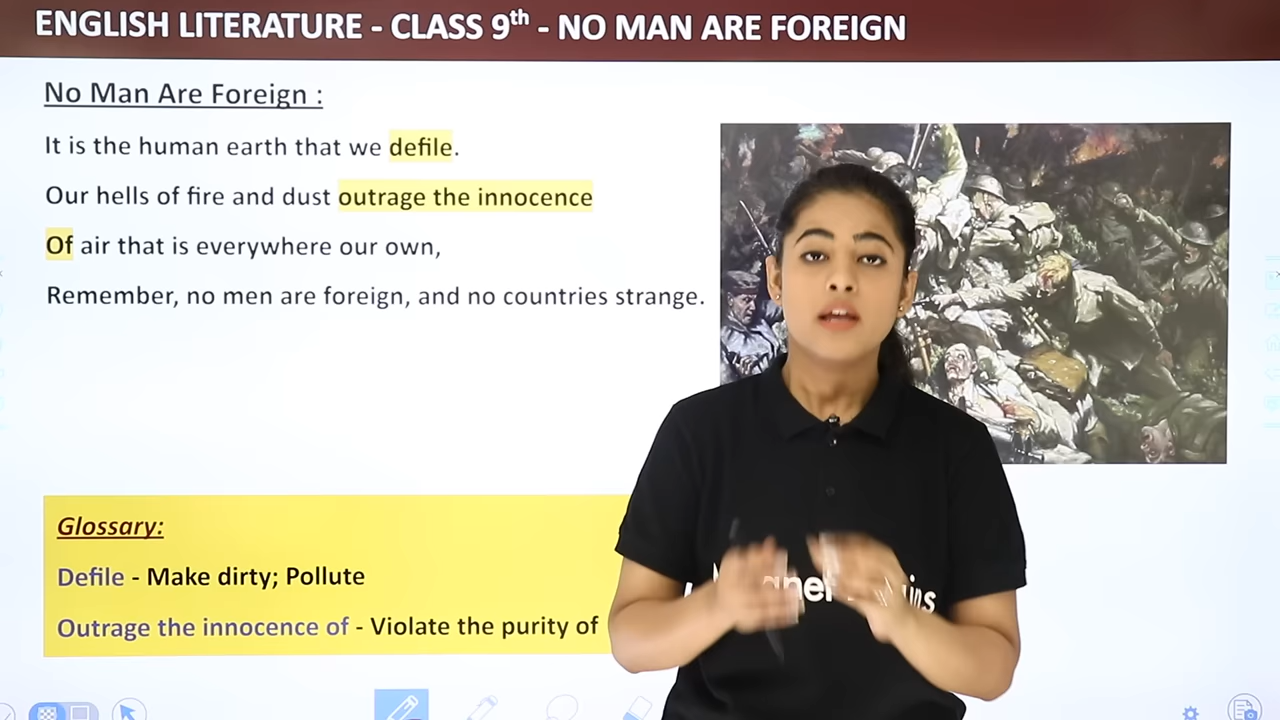 ENGLISH LITERATURE - CLASS 9th - NO MAN ARE FOREIGN
No Man Are Foreign :
It is the human earth that we defile.
Our hells of fire and dust outrage the innocence
Of air that is everywhere our own,
Remember, no men are foreign, and no countries strange.
Glossary:
Defile - Make dirty; Pollute
Outrage the innocence of - Violate the purity of